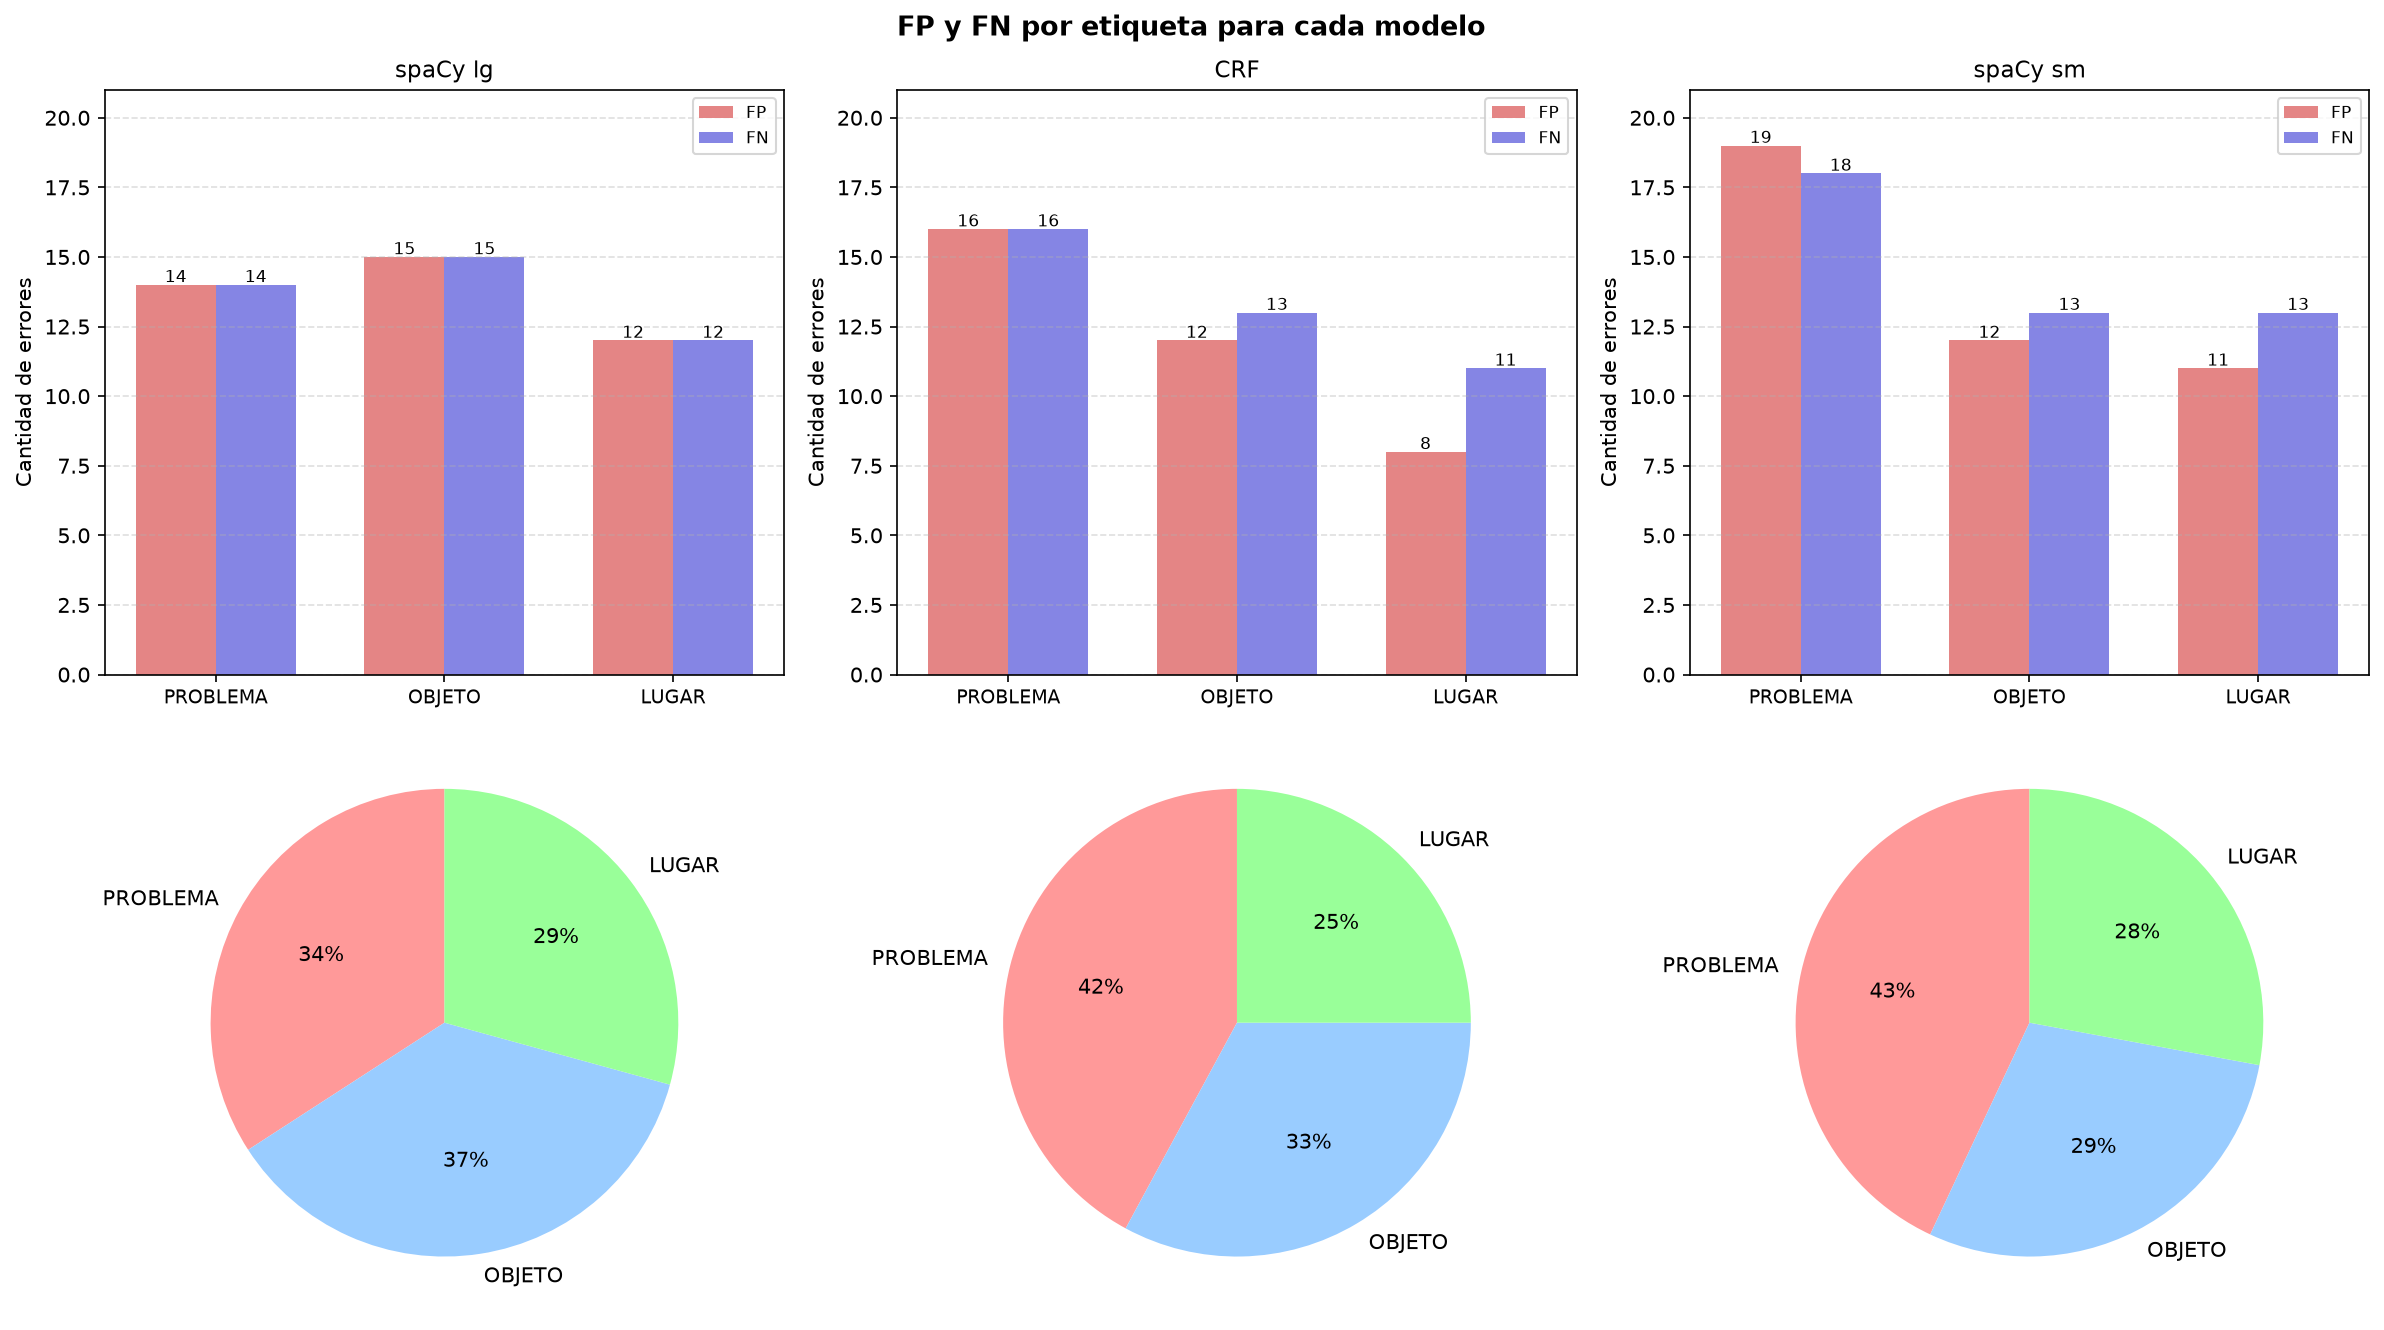 FP y FN por etiqueta para cada modelo
spaCy lg
Cantidad de errores
20.0
17.5
15.0
12.5
10.0
7.5
5.0
2.5
0.0
FP
FN
14
14
15
15
12
12
PROBLEMA
OBJETO
LUGAR
CRF
Cantidad de errores
20.0
17.5
15.0
12.5
10.0
7.5
5.0
2.5
0.0
FP
FN
16
16
12
13
8
11
PROBLEMA
OBJETO
LUGAR
spaCy sm
Cantidad de errores
20.0
17.5
15.0
12.5
10.0
7.5
5.0
2.5
0.0
FP
FN
19
18
12
13
11
13
PROBLEMA
OBJETO
LUGAR
LUGAR
PROBLEMA
29%
34%
37%
OBJETO
LUGAR
25%
PROBLEMA
42%
33%
OBJETO
LUGAR
28%
PROBLEMA
43%
29%
OBJETO